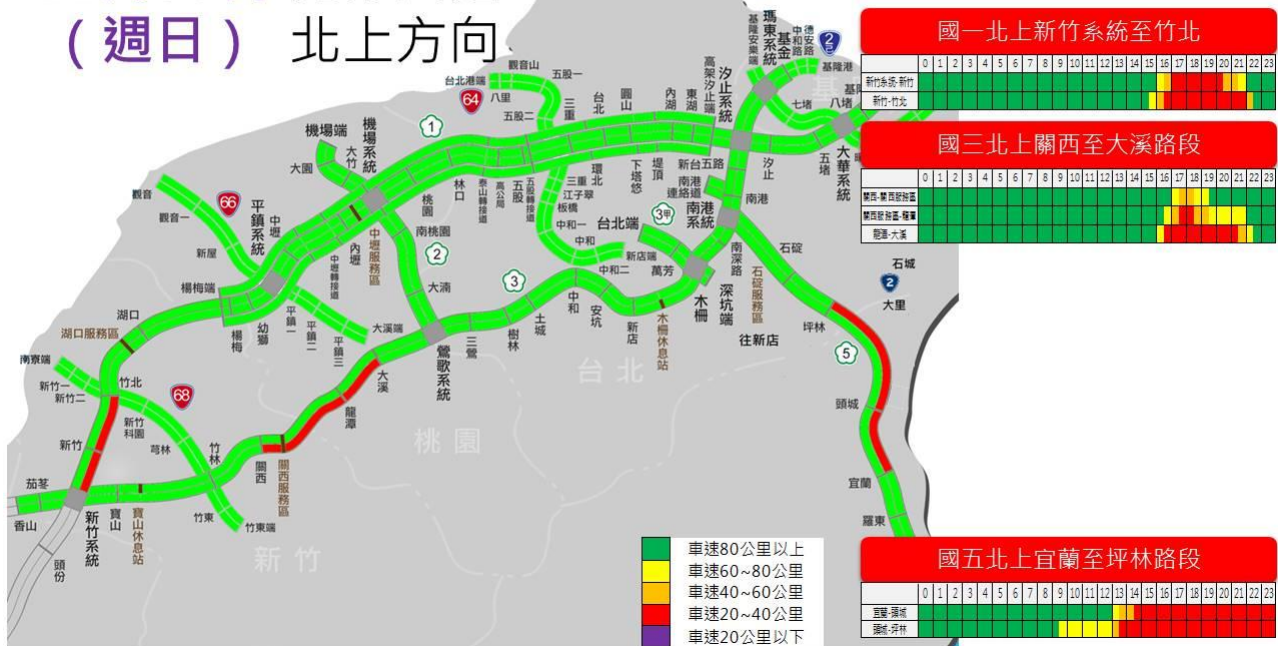 （週日） 北上方向
國一北上新竹系統至竹北
0 1 2 3 4 5 6 7 8 9 10 11 12 13 14 15 16 17 18 19 20 21 22 23
新竹系統-新竹
新竹-竹北
國三北上關西至大溪路段
0 1 2 3 4 5 6 7 8 9 10 11 12 13 14 15 16 17 18 19 20 21 22 23
關西-關西服務區
關西服務區-龍潭
龍潭-大溪
國五北上宜蘭至坪林路段
0 1 2 3 4 5 6 7 8 9 10 11 12 13 14 15 16 17 18 19 20 21 22 23
宜蘭-頭城
頭城-坪林
車速80公里以上
車速60~80公里
車速40~60公里
車速20~40公里
車速20公里以下
瑪東系統
基隆安樂端
基金
中和路
德安路
2己
基隆港
觀音山
台北港端
五股一
64
八里
五股二
三重
台北
圓山
內湖
東湖
高架汐止端
汐止系統
七堵
八堵
五堵
大華系統
機場端
大園
大竹
機場系統
1
桃園
林口
泰山轉接道
高公局
五股
五股轉接道
環北
下塔悠
堤頂
新台五路
汐止
三重
江子翠
板橋
中和一
中和
新店端
中和二
南港連絡道
南港
3甲
台北端
南港系統
萬芳
木柵
深坑端
南深路
石碇
石碇服務區
往新店
坪林
5
頭城
宜蘭
羅東
石城
2
大里
觀音
觀音一
66
新屋
平鎮系統
中壢
內壢
中壢轉接道
中壢服務區
南桃園
2
大湳
3
楊梅端
楊梅
幼獅
平鎮一
平鎮二
平鎮三
大溪端
大溪
鶯歌系統
三鶯
樹林
土城
中和
安坑
新店
木柵休息站
湖口
湖口服務區
南寮端
新竹一
新竹二
竹北
68
新竹科園
芎林
竹林
竹東
竹東端
關西
關西服務區
龍潭
新竹
茄苳
香山
新竹系統
寶山
寶山休息站
頭份
台北
桃園
新竹